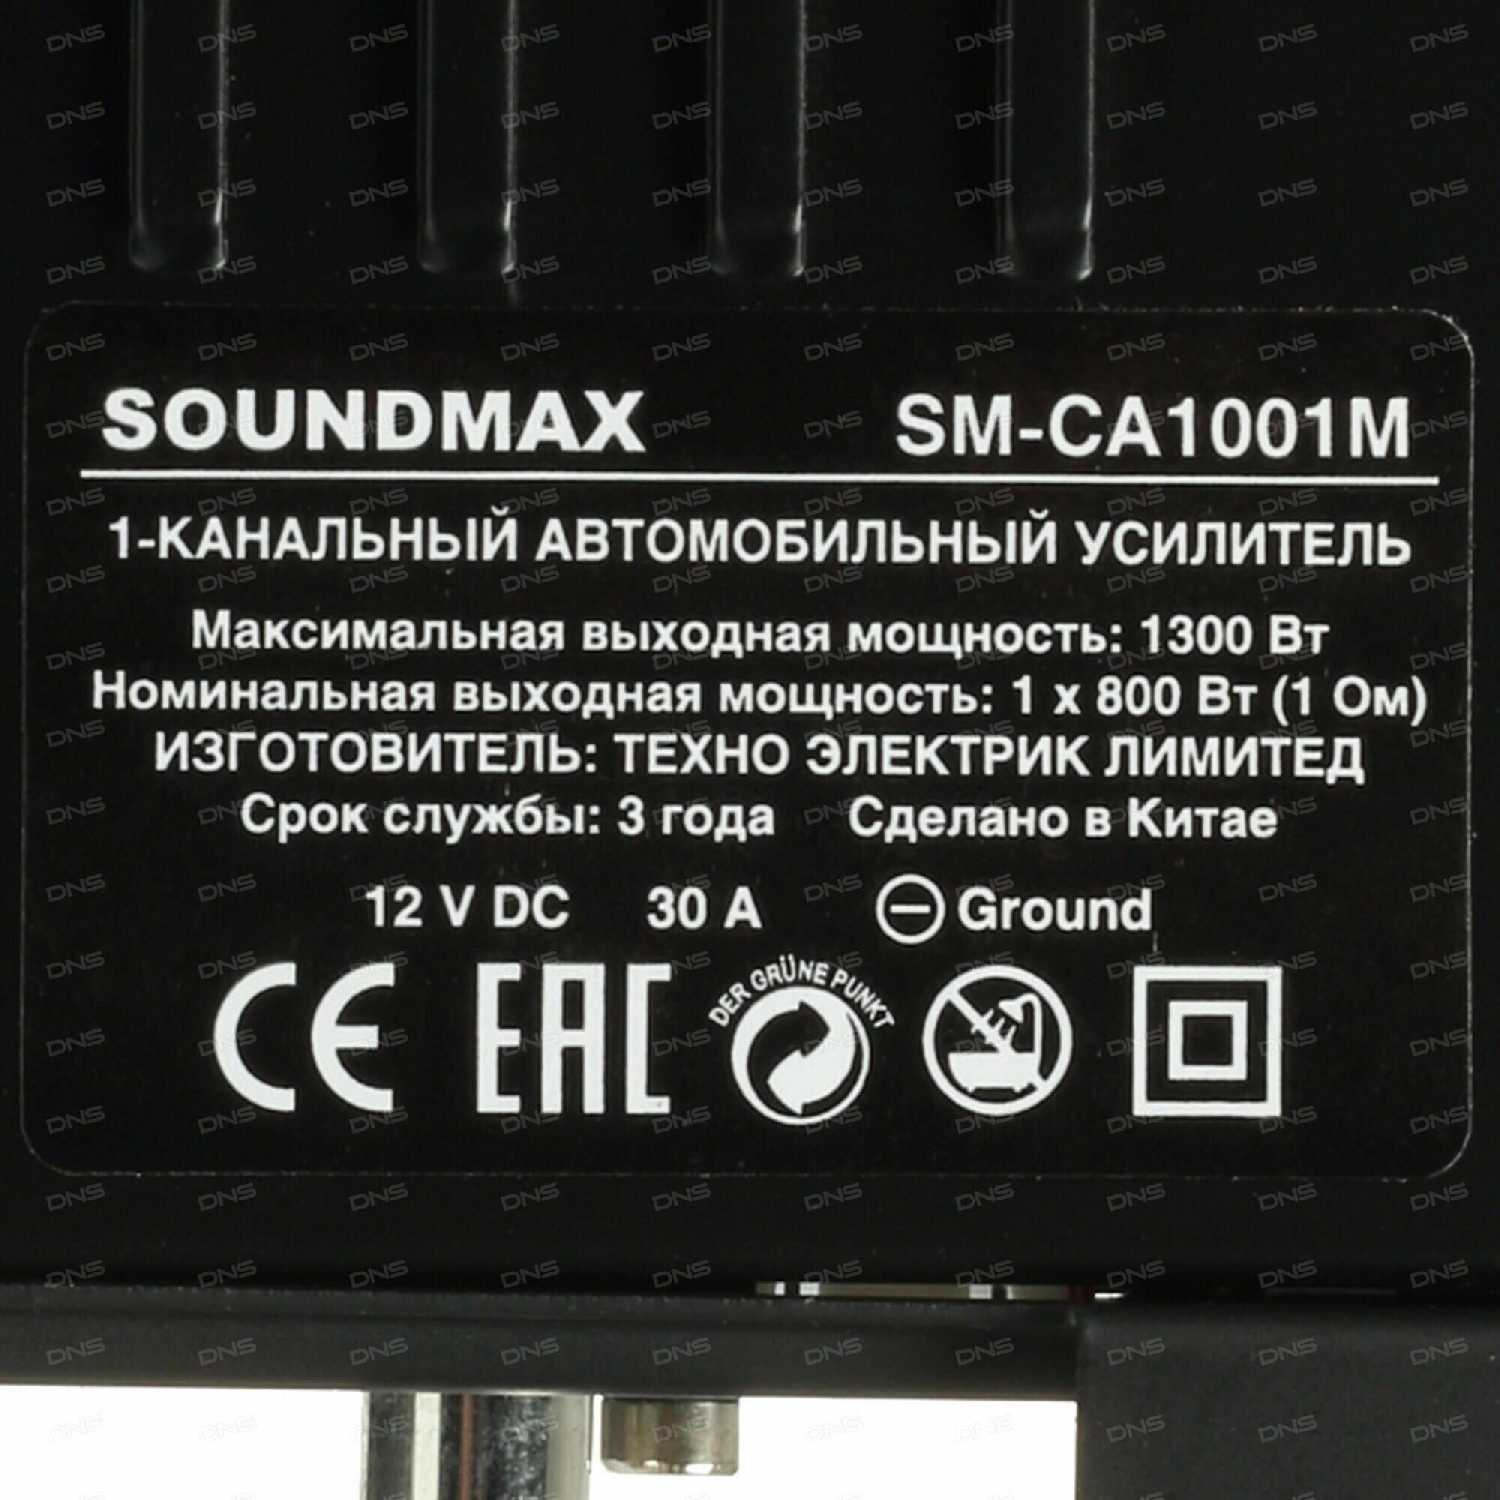 SOUNDMAX SM-CA1001M
1-КАНАЛЬНЫЙ АВТОМОБИЛЬНЫЙ УСИЛИТЕЛЬ
Максимальная выходная мощность: 1300 Вт
Номинальная выходная мощность: 1 x 800 Вт (1 Ом)
ИЗГОТОВИТЕЛЬ: ТЕХНО ЭЛЕКТРИК ЛИМИТЕД
Срок службы: 3 года Сделано в Китае
12 V DC 30 A Ground
CE EAC DER GRÜNE PUNKT
DNS